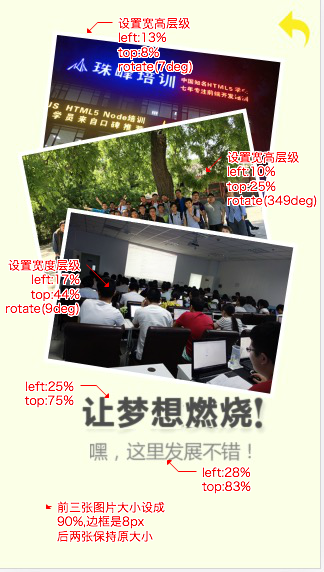 设置宽高层级
left:13%
top:8%
rotate(7deg)
珠峰培训
中国知名HTML5 学
七年专注前端开发
JS HTML5 Node培训
学员来自口碑推
设置宽高层级
left:10%
top:25%
rotate(349deg)
设置宽度层级
left:17%
top:44%
rotate(9deg)
left:25%
top:75%
让梦想燃烧!
嘿，这里发展不错！
left:28%
top:83%
前三张图片大小设成
90%,边框是8px
后两张保持原大小